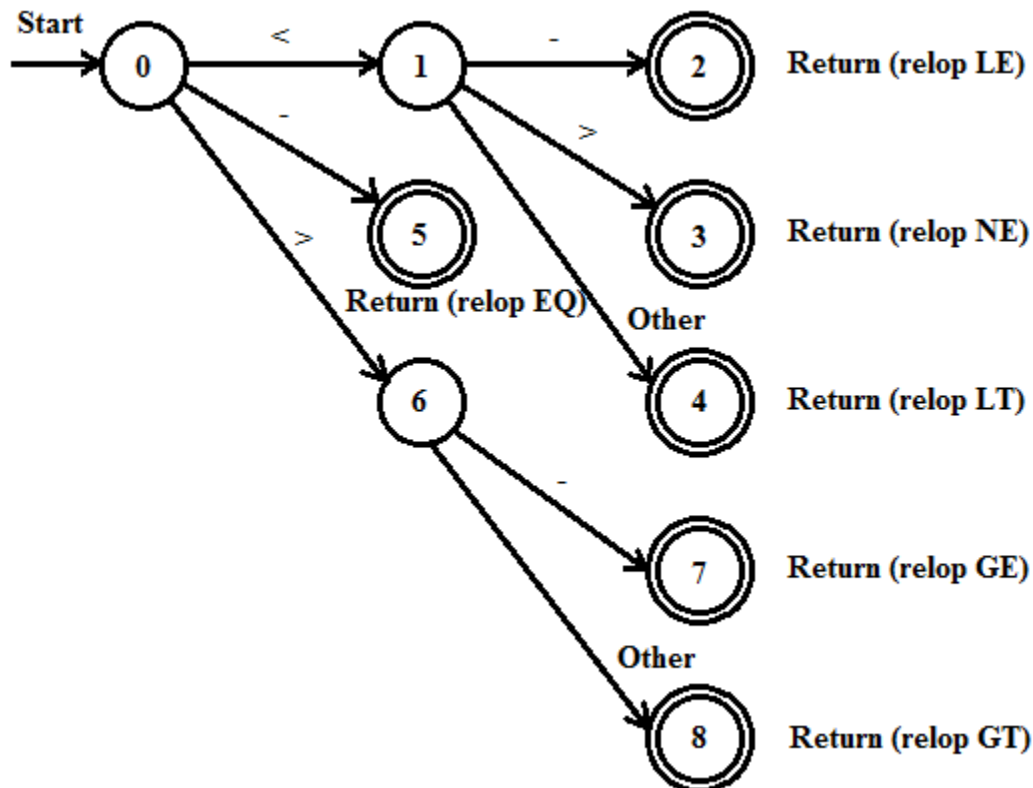 Start
<
-
0
1
2
Return (relop LE)
-
>
>
5
3
Return (relop NE)
Return (relop EQ)
Other
6
4
Return (relop LT)
-
7
Return (relop GE)
Other
8
Return (relop GT)